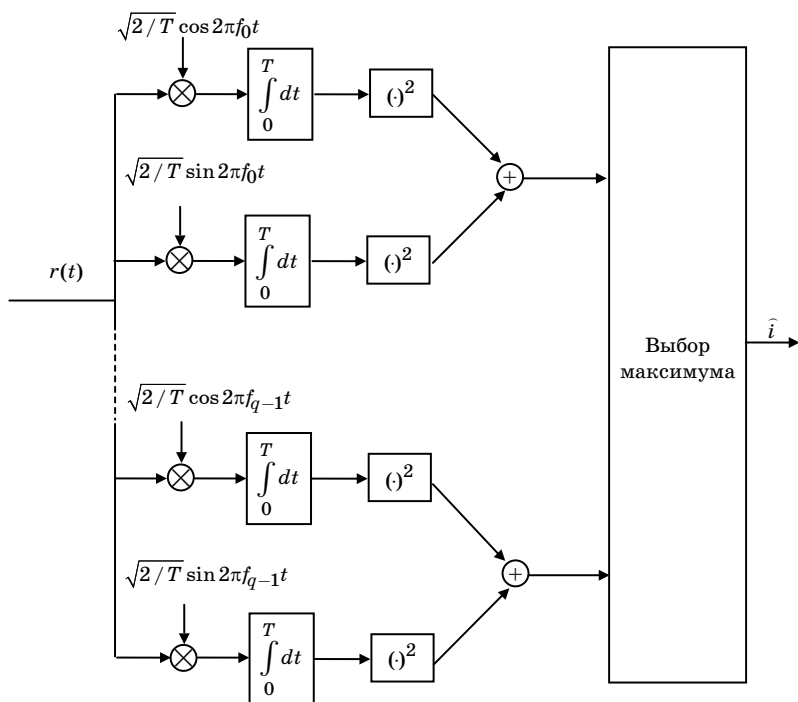 √2/T cos 2πf₀t
T
∫ dt
0
(·)²
√2/T sin 2πf₀t
+
T
∫ dt
0
(·)²
r(t)
Выбор
максимума
î
√2/T cos 2πf_{q−1}t
T
∫ dt
0
(·)²
√2/T sin 2πf_{q−1}t
+
T
∫ dt
0
(·)²